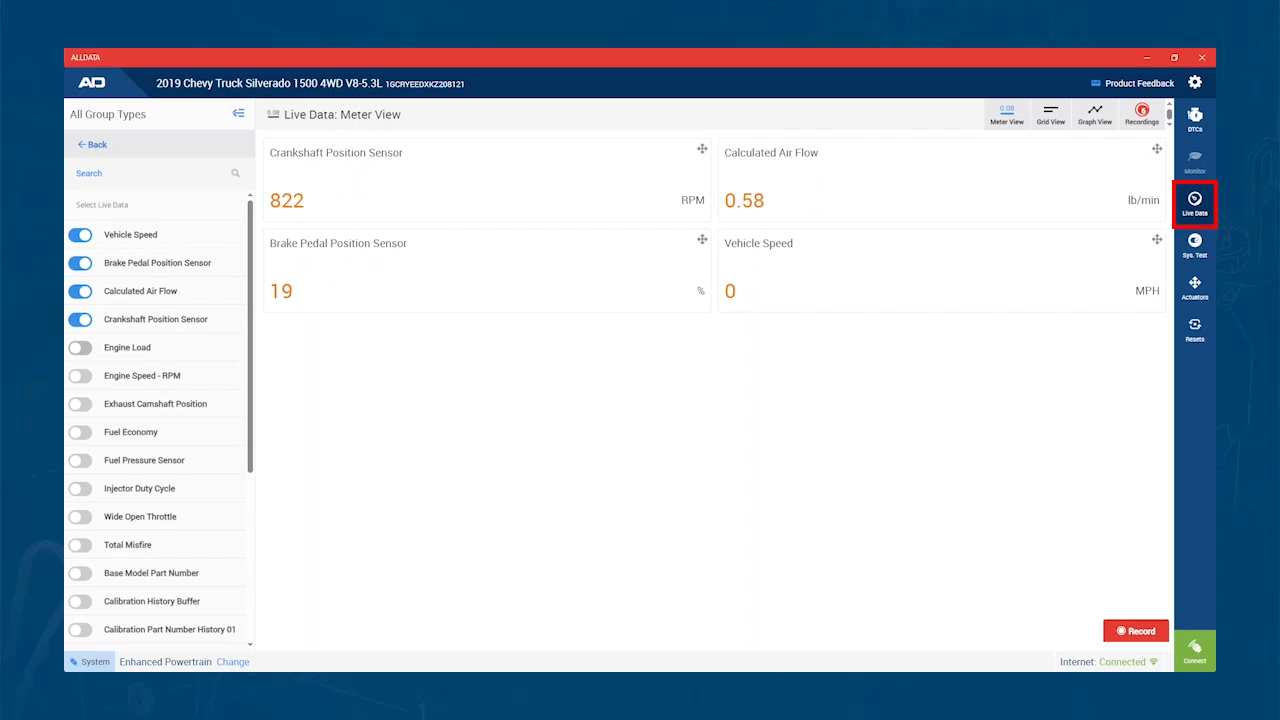 ALLDATA
AD
2019 Chevy Truck Silverado 1500 4WD V8-5.3L 1GCRYEEDXKZ208121
Product Feedback
All Group Types
0.08 Live Data: Meter View
0.08
Meter View
Grid View
Graph View
Recordings
Back
Search
Select Live Data
Vehicle Speed
Brake Pedal Position Sensor
Calculated Air Flow
Crankshaft Position Sensor
Engine Load
Engine Speed - RPM
Exhaust Camshaft Position
Fuel Economy
Fuel Pressure Sensor
Injector Duty Cycle
Wide Open Throttle
Total Misfire
Base Model Part Number
Calibration History Buffer
Calibration Part Number History 01
Crankshaft Position Sensor
822 RPM
Calculated Air Flow
0.58 lb/min
Brake Pedal Position Sensor
19 %
Vehicle Speed
0 MPH
DTCs
Monitor
Live Data
Sys. Test
Actuators
Resets
Record
System Enhanced Powertrain Change
Internet: Connected
Connect